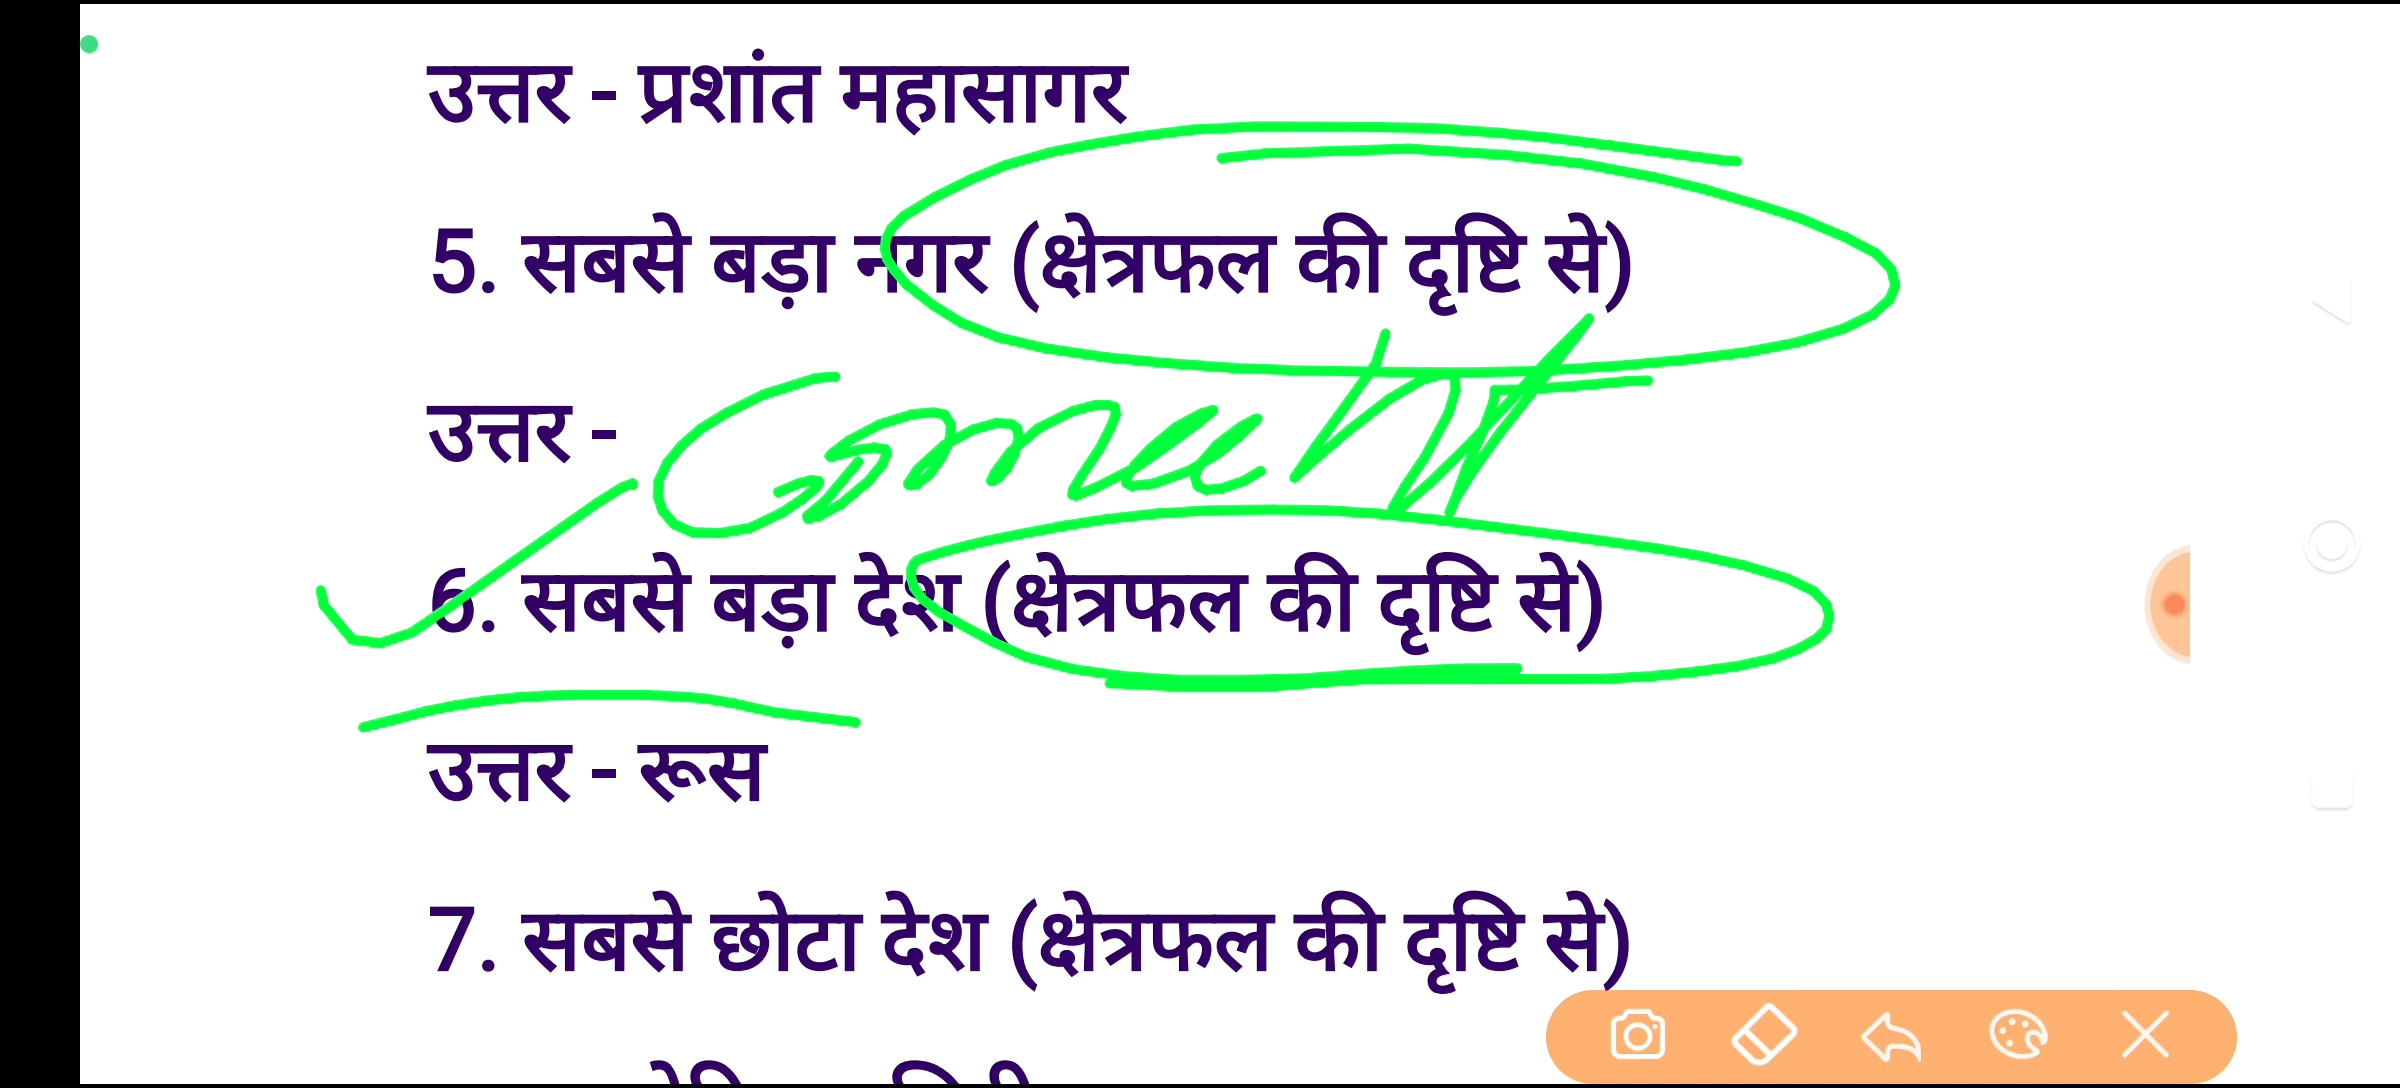 उत्तर - प्रशांत महासागर
5. सबसे बड़ा नगर (क्षेत्रफल की दृष्टि से)
उत्तर -
6. सबसे बड़ा देश (क्षेत्रफल की दृष्टि से)
उत्तर - रूस
7. सबसे छोटा देश (क्षेत्रफल की दृष्टि से)